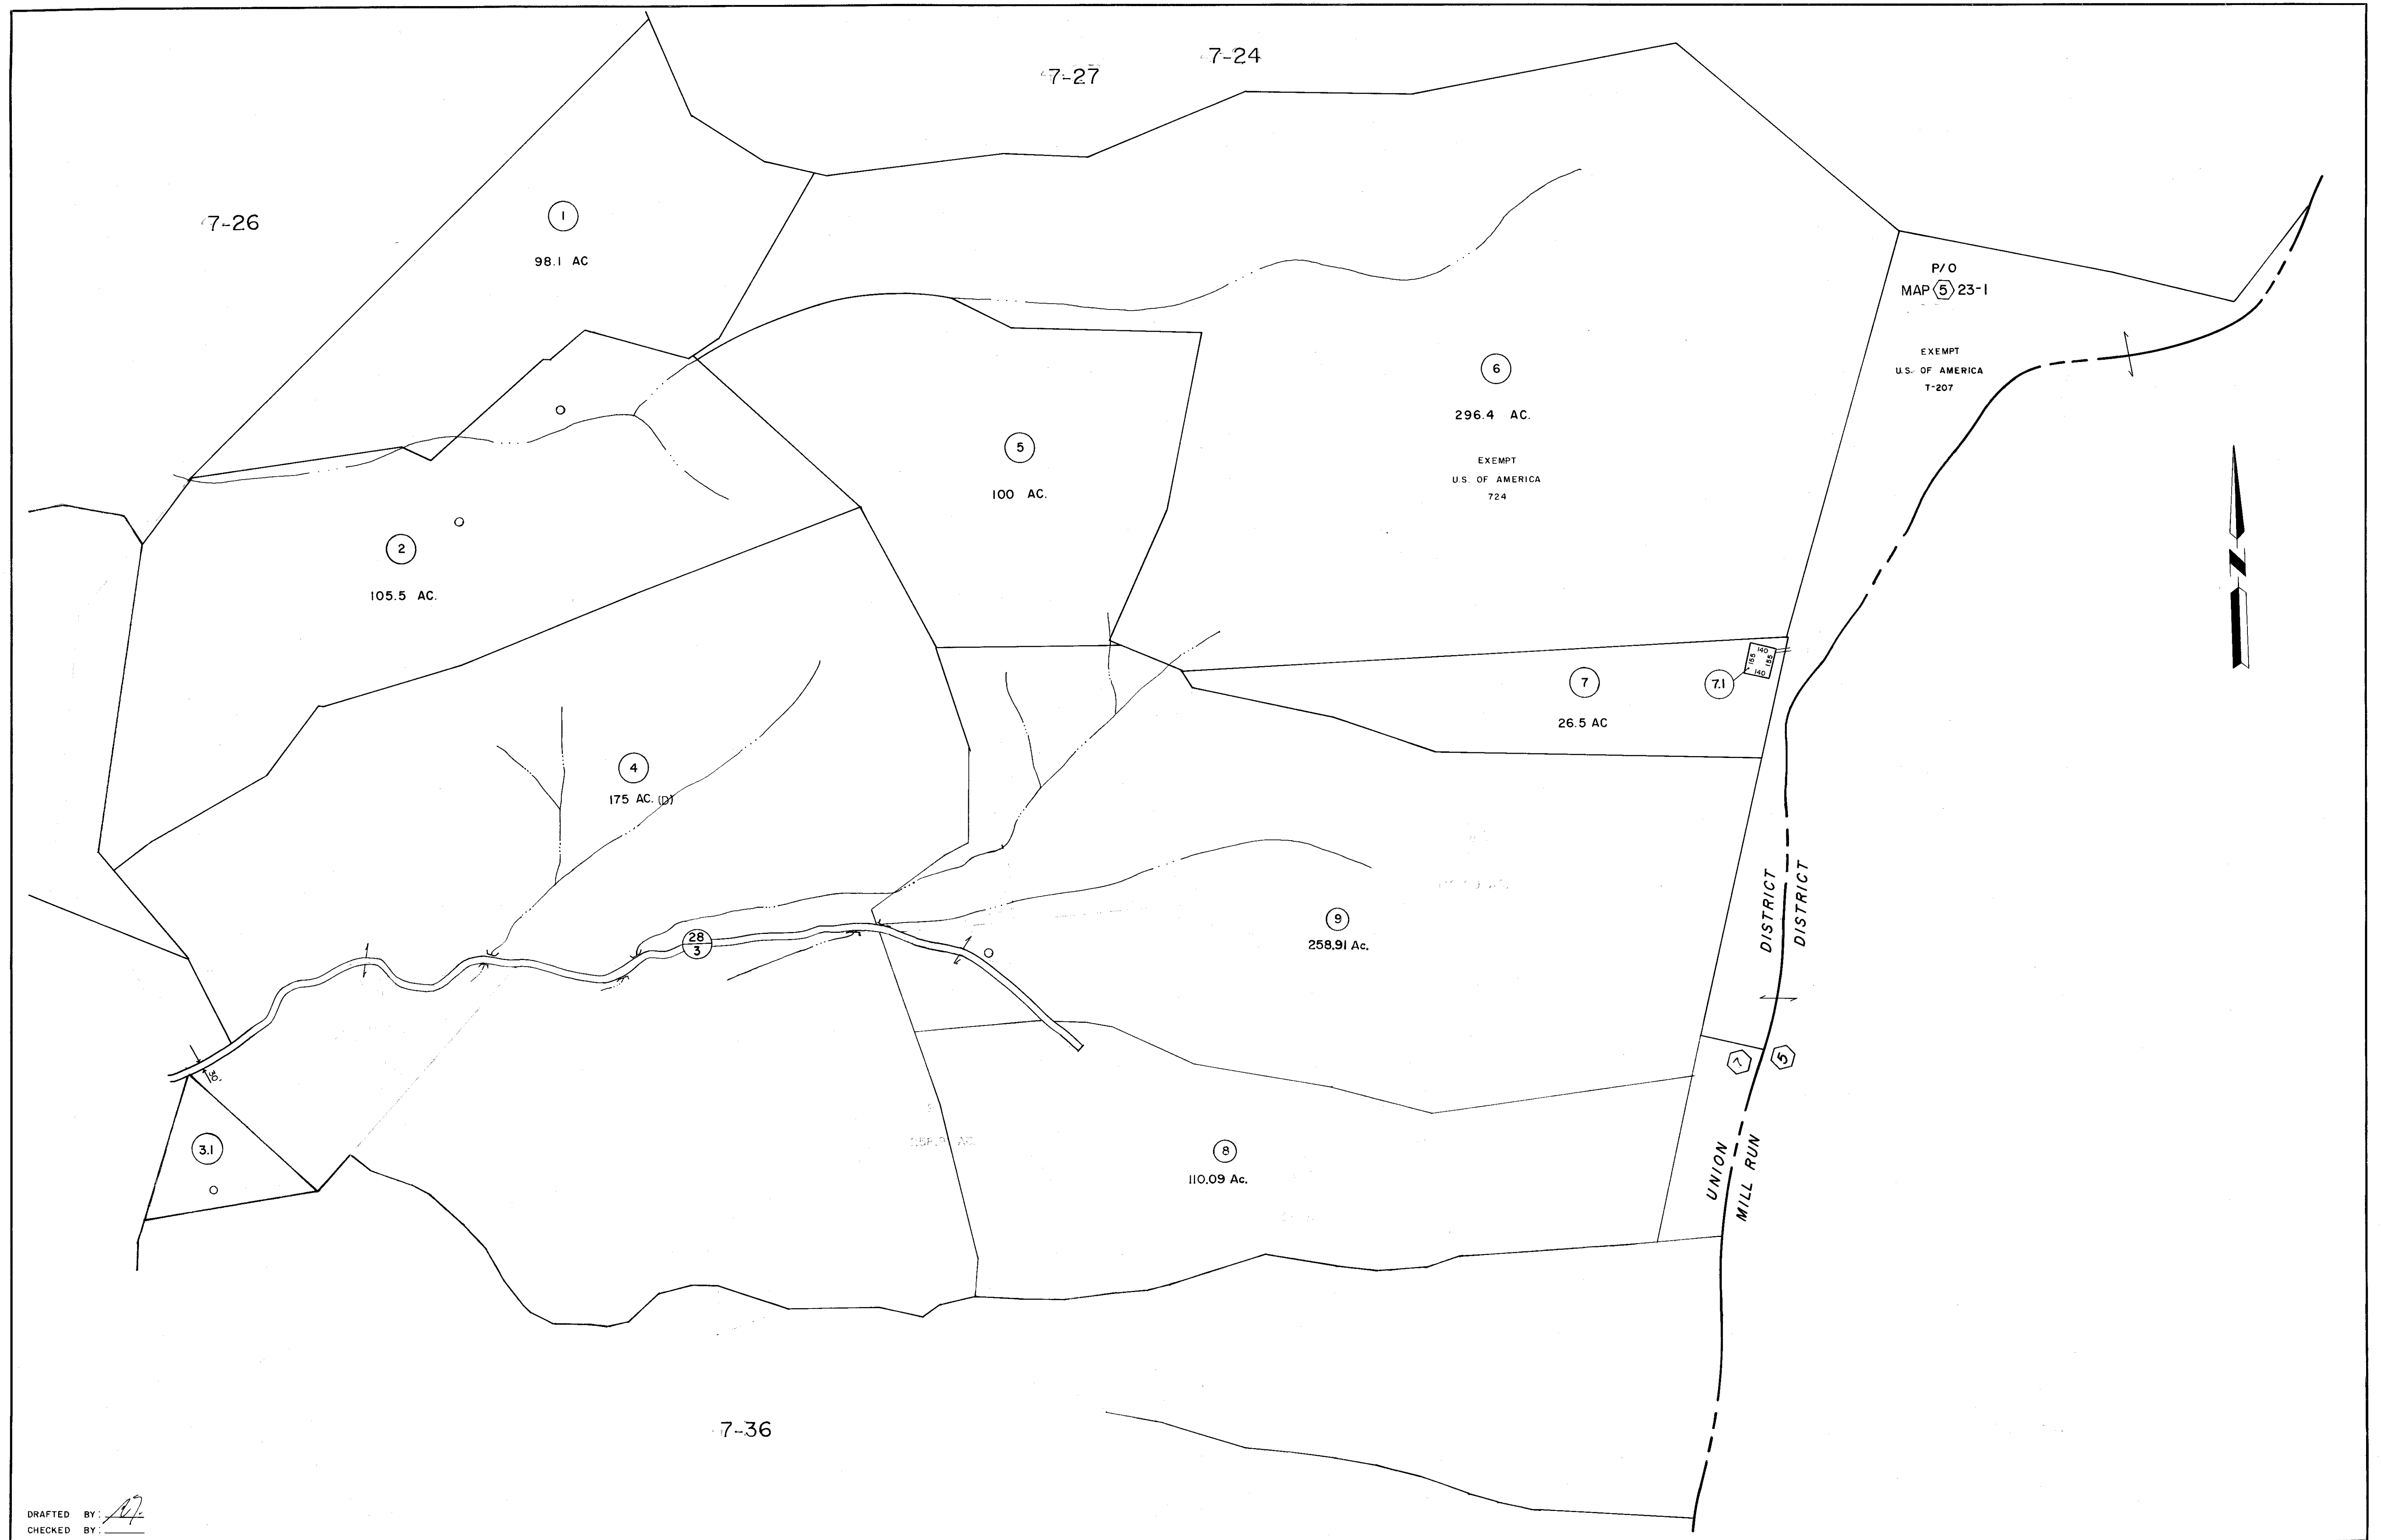 7-24
7-27
7-26
1
98.1 AC
P/O
MAP 5 23-1
EXEMPT
U.S. OF AMERICA
T-207
6
296.4 AC.
EXEMPT
U.S. OF AMERICA
724
5
100 AC.
2
105.5 AC.
N
140
155
155
140
7.1
7
26.5 AC
4
175 AC. (D)
DISTRICT
DISTRICT
9
258.91 Ac.
28
3
7
5
30'
3.1
8
110.09 Ac.
UNION
MILL RUN
7-36
DRAFTED BY:
CHECKED BY: